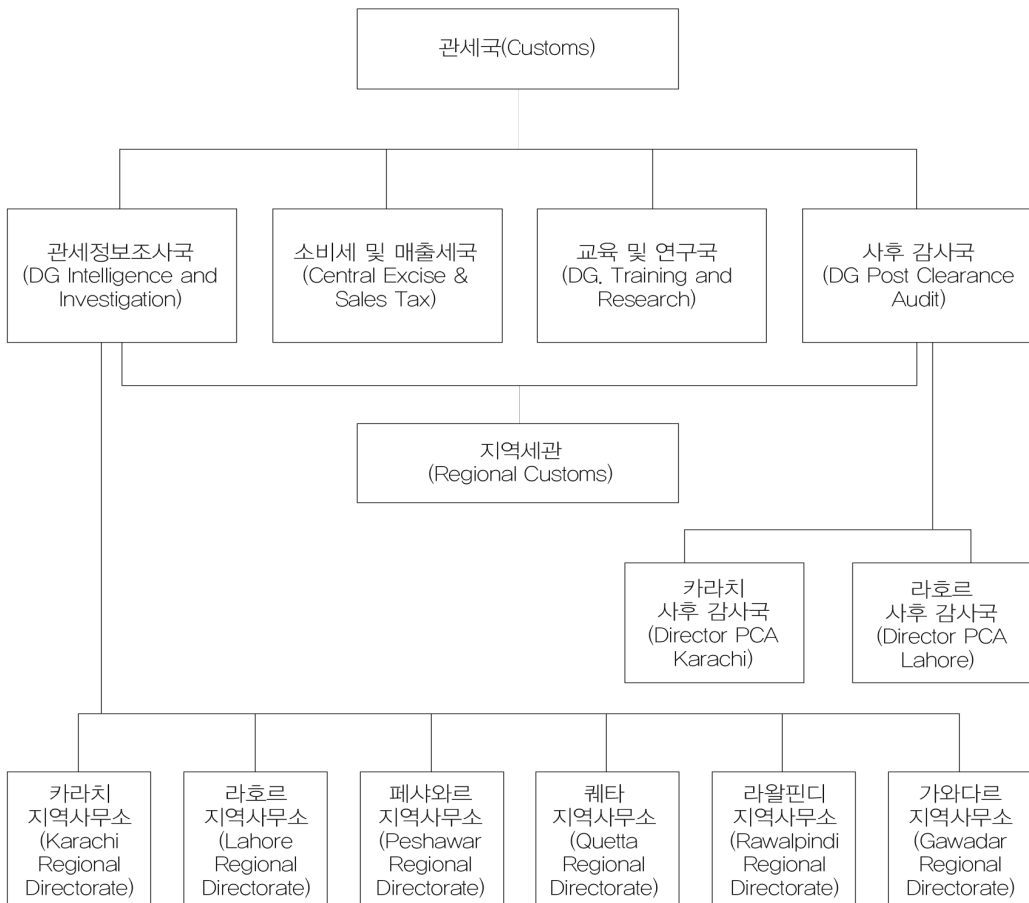 관세국(Customs)
관세정보조사국
(DG Intelligence and
Investigation)
소비세 및 매출세국
(Central Excise &
Sales Tax)
교육 및 연구국
(DG. Training and
Research)
사후 감사국
(DG Post Clearance
Audit)
지역세관
(Regional Customs)
카라치
사후 감사국
(Director PCA
Karachi)
라호르
사후 감사국
(Director PCA
Lahore)
카라치
지역사무소
(Karachi
Regional
Directorate)
라호르
지역사무소
(Lahore
Regional
Directorate)
페샤와르
지역사무소
(Peshawar
Regional
Directorate)
퀘타
지역사무소
(Quetta
Regional
Directorate)
라왈핀디
지역사무소
(Rawalpindi
Regional
Directorate)
가와다르
지역사무소
(Gawadar
Regional
Directorate)